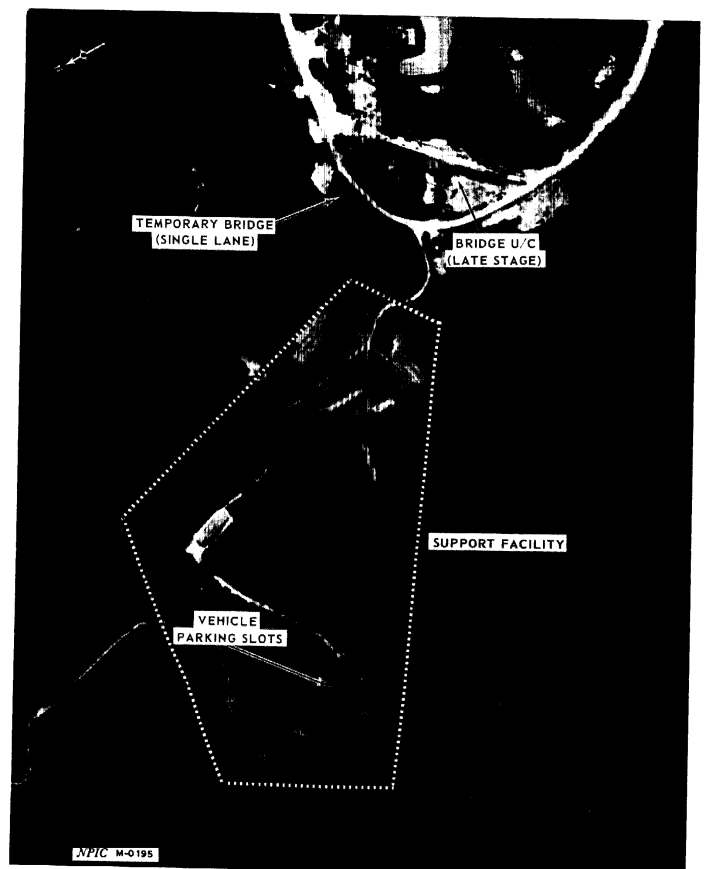 TEMPORARY BRIDGE
(SINGLE LANE)
BRIDGE U/C
(LATE STAGE)
SUPPORT FACILITY
VEHICLE
PARKING SLOTS
NPIC M-0195